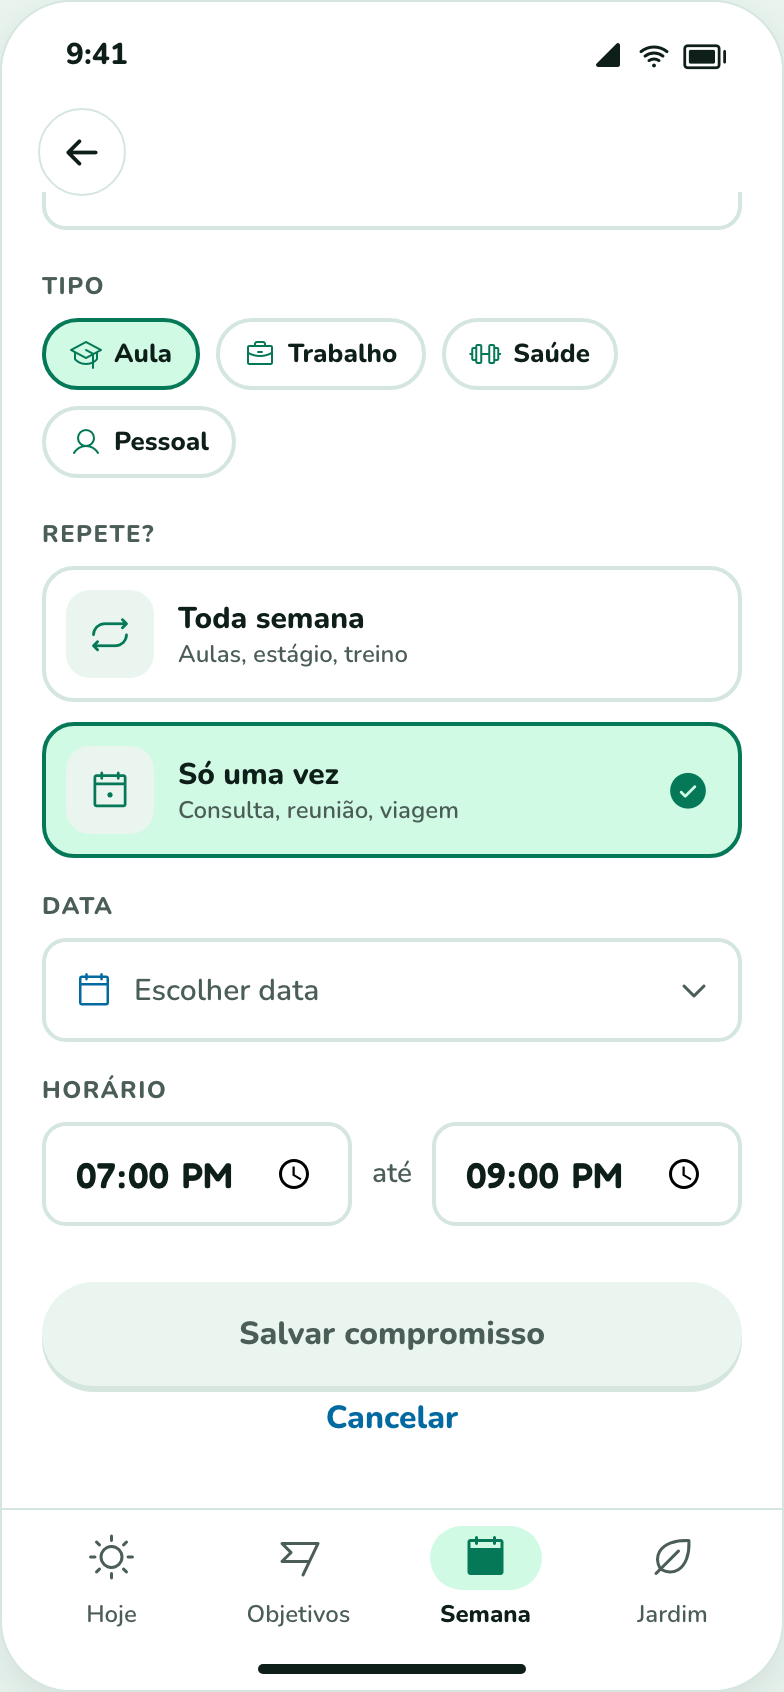 9:41
TIPO
Aula
Trabalho
Saúde
Pessoal
REPETE?
Toda semana
Aulas, estágio, treino
Só uma vez
Consulta, reunião, viagem
DATA
Escolher data
HORÁRIO
07:00 PM até 09:00 PM
Salvar compromisso
Cancelar
Hoje
Objetivos
Semana
Jardim